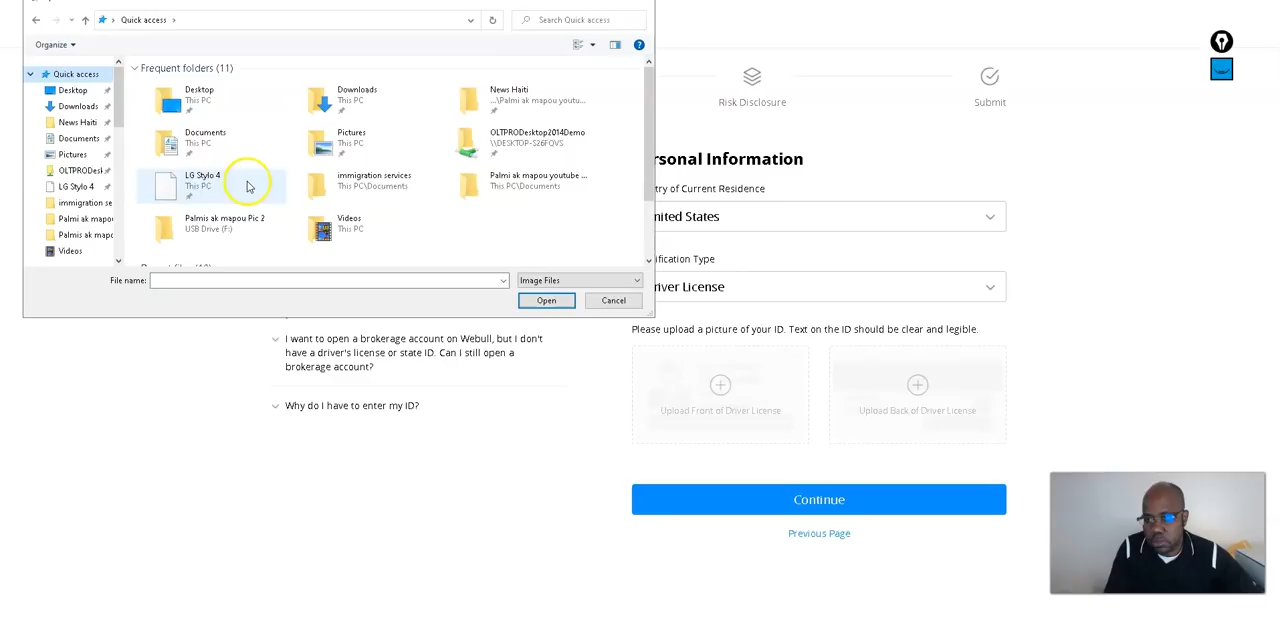 Quick access
Search Quick access
Organize
Quick access
Desktop
Downloads
News Haiti
Documents
Pictures
OLTPRODesk
LG Stylo 4
immigration se
Palmi ak mapou
Palmis ak mapo
Videos
Frequent folders (11)
Desktop
This PC
Downloads
This PC
News Haiti
...\Palmi ak mapou youtu...
Documents
This PC
Pictures
This PC
OLTPRODesktop2014Demo
\\DESKTOP-S26FQVS
LG Stylo 4
This PC
immigration services
This PC\Documents
Palmi ak mapou youtube ...
This PC\Documents
Palmis ak mapou Pic 2
USB Drive (F:)
Videos
This PC
File name:
Image Files
Open
Cancel
Risk Disclosure
Submit
ersonal Information
try of Current Residence
nited States
ification Type
river License
Please upload a picture of your ID. Text on the ID should be clear and legible.
Upload Front of Driver License
Upload Back of Driver License
Continue
Previous Page
I want to open a brokerage account on Webull, but I don't
have a driver's license or state ID. Can I still open a
brokerage account?
Why do I have to enter my ID?